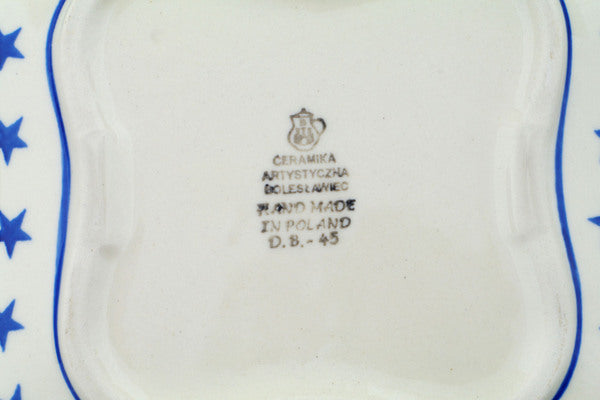 CERAMIKA
ARTYSTYCZNA
BOLESŁAWIEC
HAND MADE
IN POLAND
D.B.-45